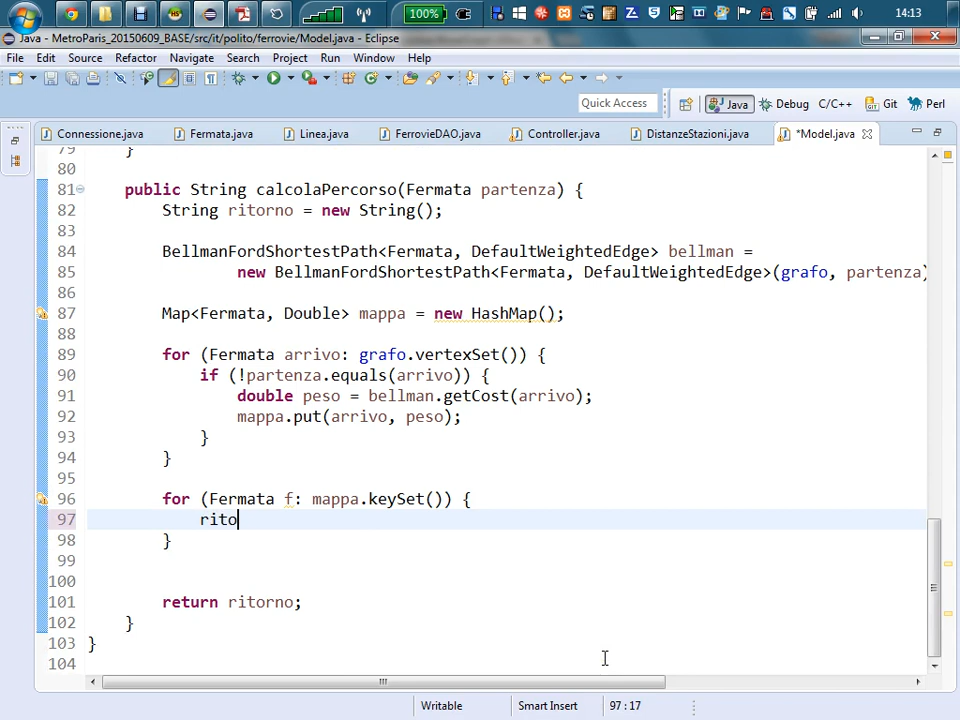 100%
14:13
Java - MetroParis_20150609_BASE/src/it/polito/ferrovie/Model.java - Eclipse
File Edit Source Refactor Navigate Search Project Run Window Help
Quick Access
Java Debug C/C++ Git Perl
Connessione.java Fermata.java Linea.java FerrovieDAO.java Controller.java DistanzeStazioni.java *Model.java
79 }
80
81 public String calcolaPercorso(Fermata partenza) {
82 String ritorno = new String();
83
84 BellmanFordShortestPath<Fermata, DefaultWeightedEdge> bellman =
85 new BellmanFordShortestPath<Fermata, DefaultWeightedEdge>(grafo, partenza)
86
87 Map<Fermata, Double> mappa = new HashMap();
88
89 for (Fermata arrivo: grafo.vertexSet()) {
90 if (!partenza.equals(arrivo)) {
91 double peso = bellman.getCost(arrivo);
92 mappa.put(arrivo, peso);
93 }
94 }
95
96 for (Fermata f: mappa.keySet()) {
97 rito
98 }
99
100
101 return ritorno;
102 }
103 }
104
Writable Smart Insert 97 : 17